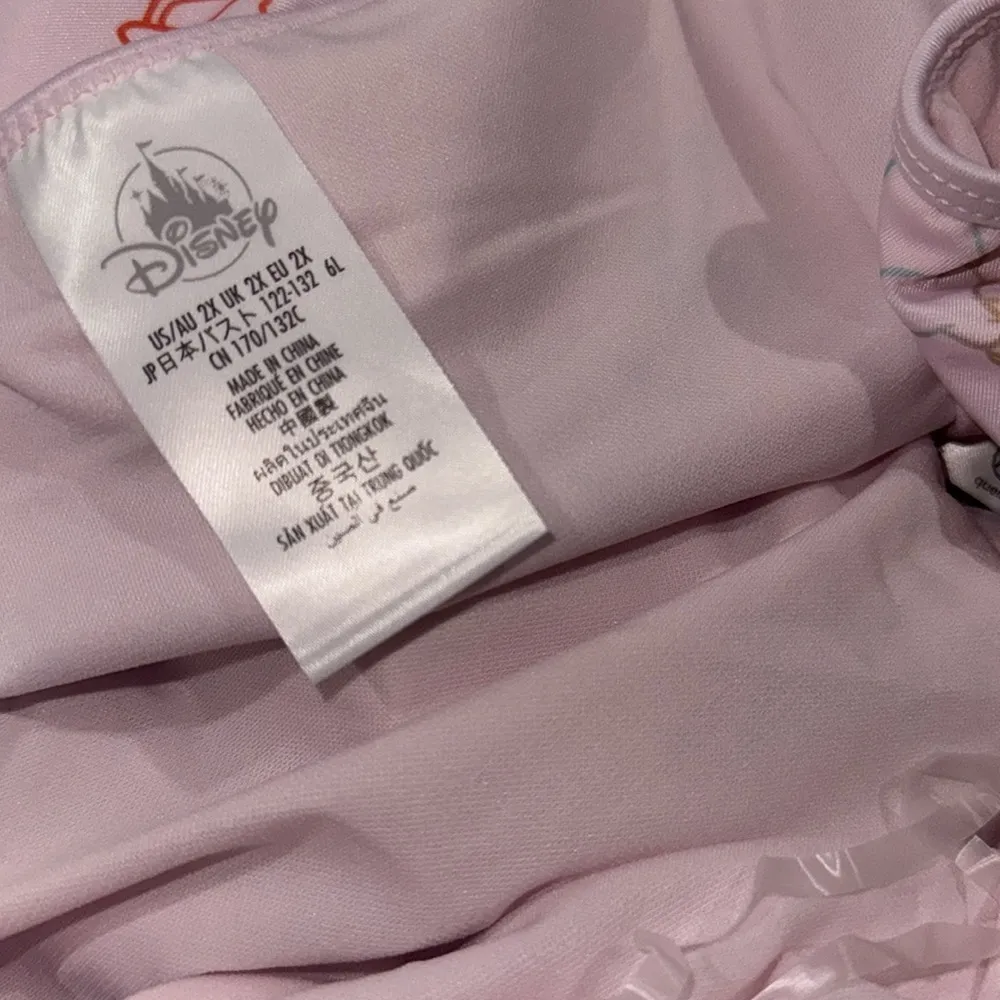 Disney
US/AU 2X UK 2X EU 2X
JP日本バスト 122-132 6L
CN 170/132C
MADE IN CHINA
FABRIQUÉ EN CHINE
HECHO EN CHINA
中國製
ผลิตในประเทศจีน
DIBUAT DI TIONGKOK
중국산
SẢN XUẤT TẠI TRUNG QUỐC
صنع في الصين